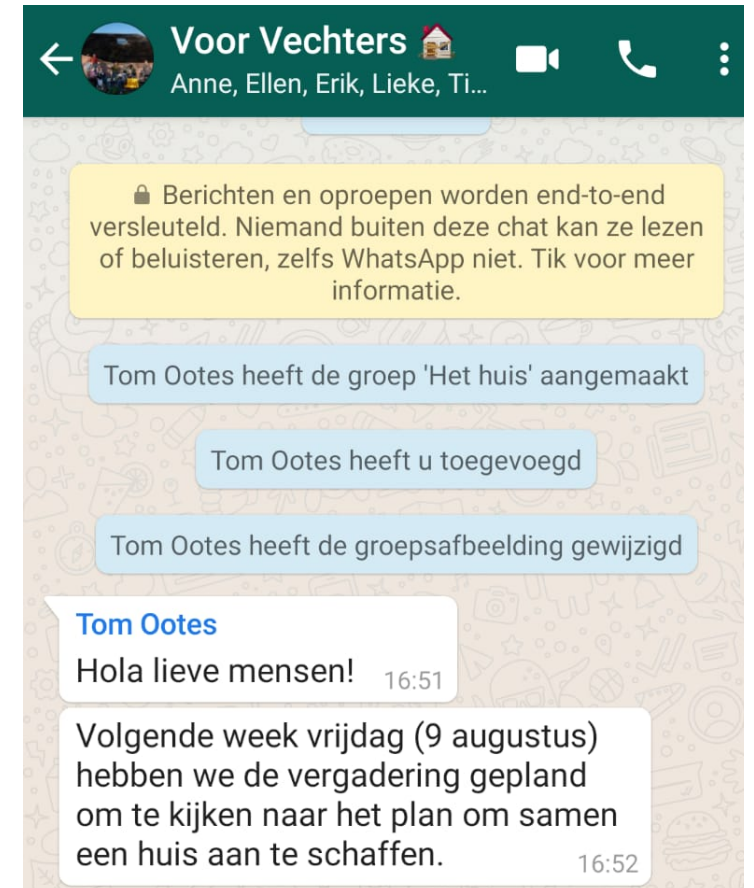 Voor Vechters 🏠
Anne, Ellen, Erik, Lieke, Ti...
Berichten en oproepen worden end-to-end
versleuteld. Niemand buiten deze chat kan ze lezen
of beluisteren, zelfs WhatsApp niet. Tik voor meer
informatie.
Tom Ootes heeft de groep 'Het huis' aangemaakt
Tom Ootes heeft u toegevoegd
Tom Ootes heeft de groepsafbeelding gewijzigd
Tom Ootes
Hola lieve mensen! 16:51
Volgende week vrijdag (9 augustus)
hebben we de vergadering gepland
om te kijken naar het plan om samen
een huis aan te schaffen. 16:52